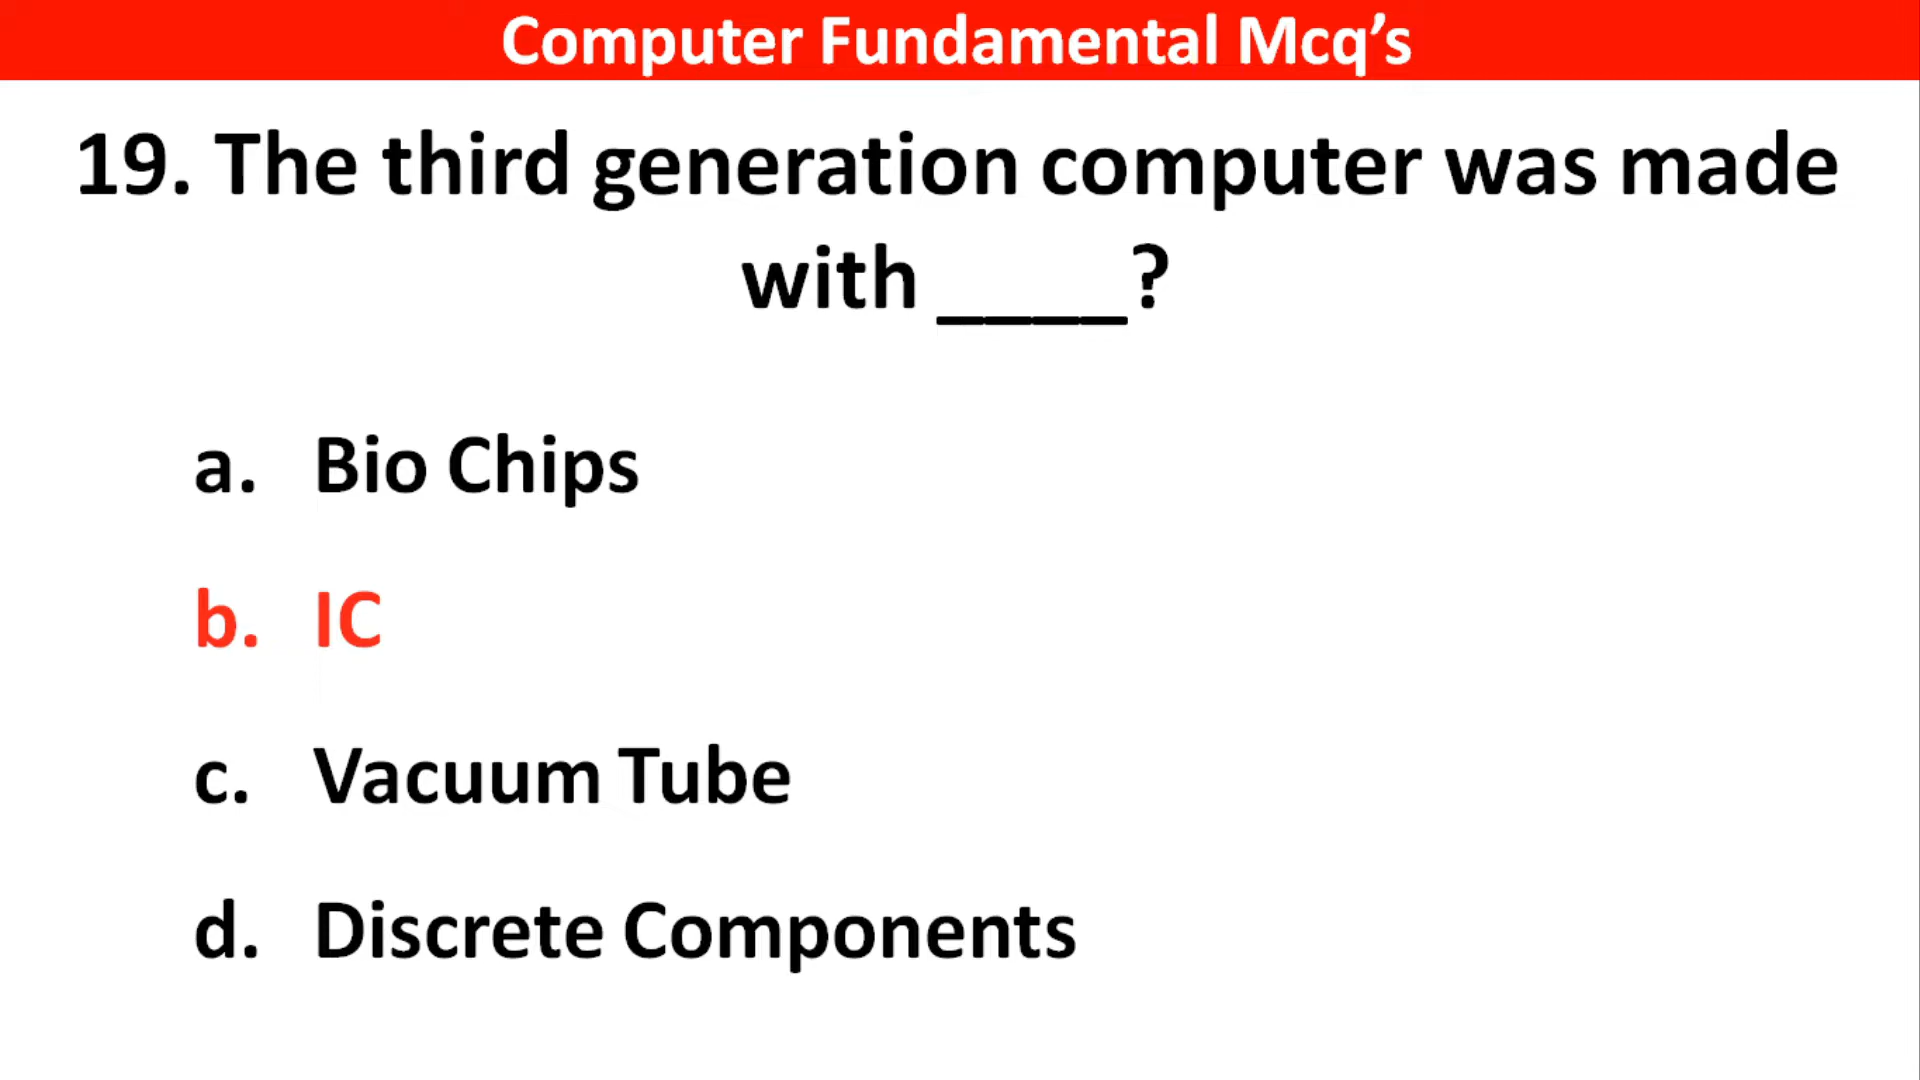 Computer Fundamental Mcq’s
19. The third generation computer was made
with ____?
a. Bio Chips
b. IC
c. Vacuum Tube
d. Discrete Components